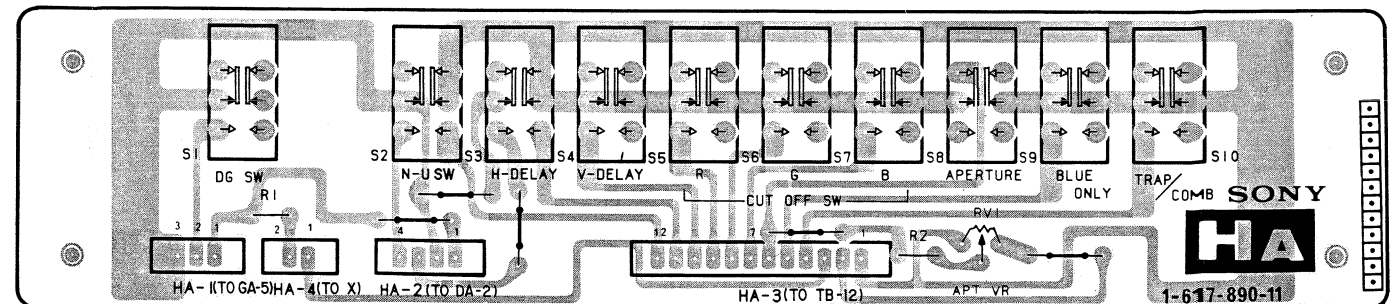 S1 S2 S3 S4 S5 S6 S7 S8 S9 S10
DG SW N-U SW H-DELAY V-DELAY R G B APERTURE BLUE ONLY TRAP/COMB
CUT OFF SW
SONY
R1
RV1
R2
3 2 1 2 1 4 1 12 7 1
HA
HA-1(TO GA-5) HA-4(TO X) HA-2(TO DA-2) HA-3(TO TB-12) APT VR
1-617-890-11